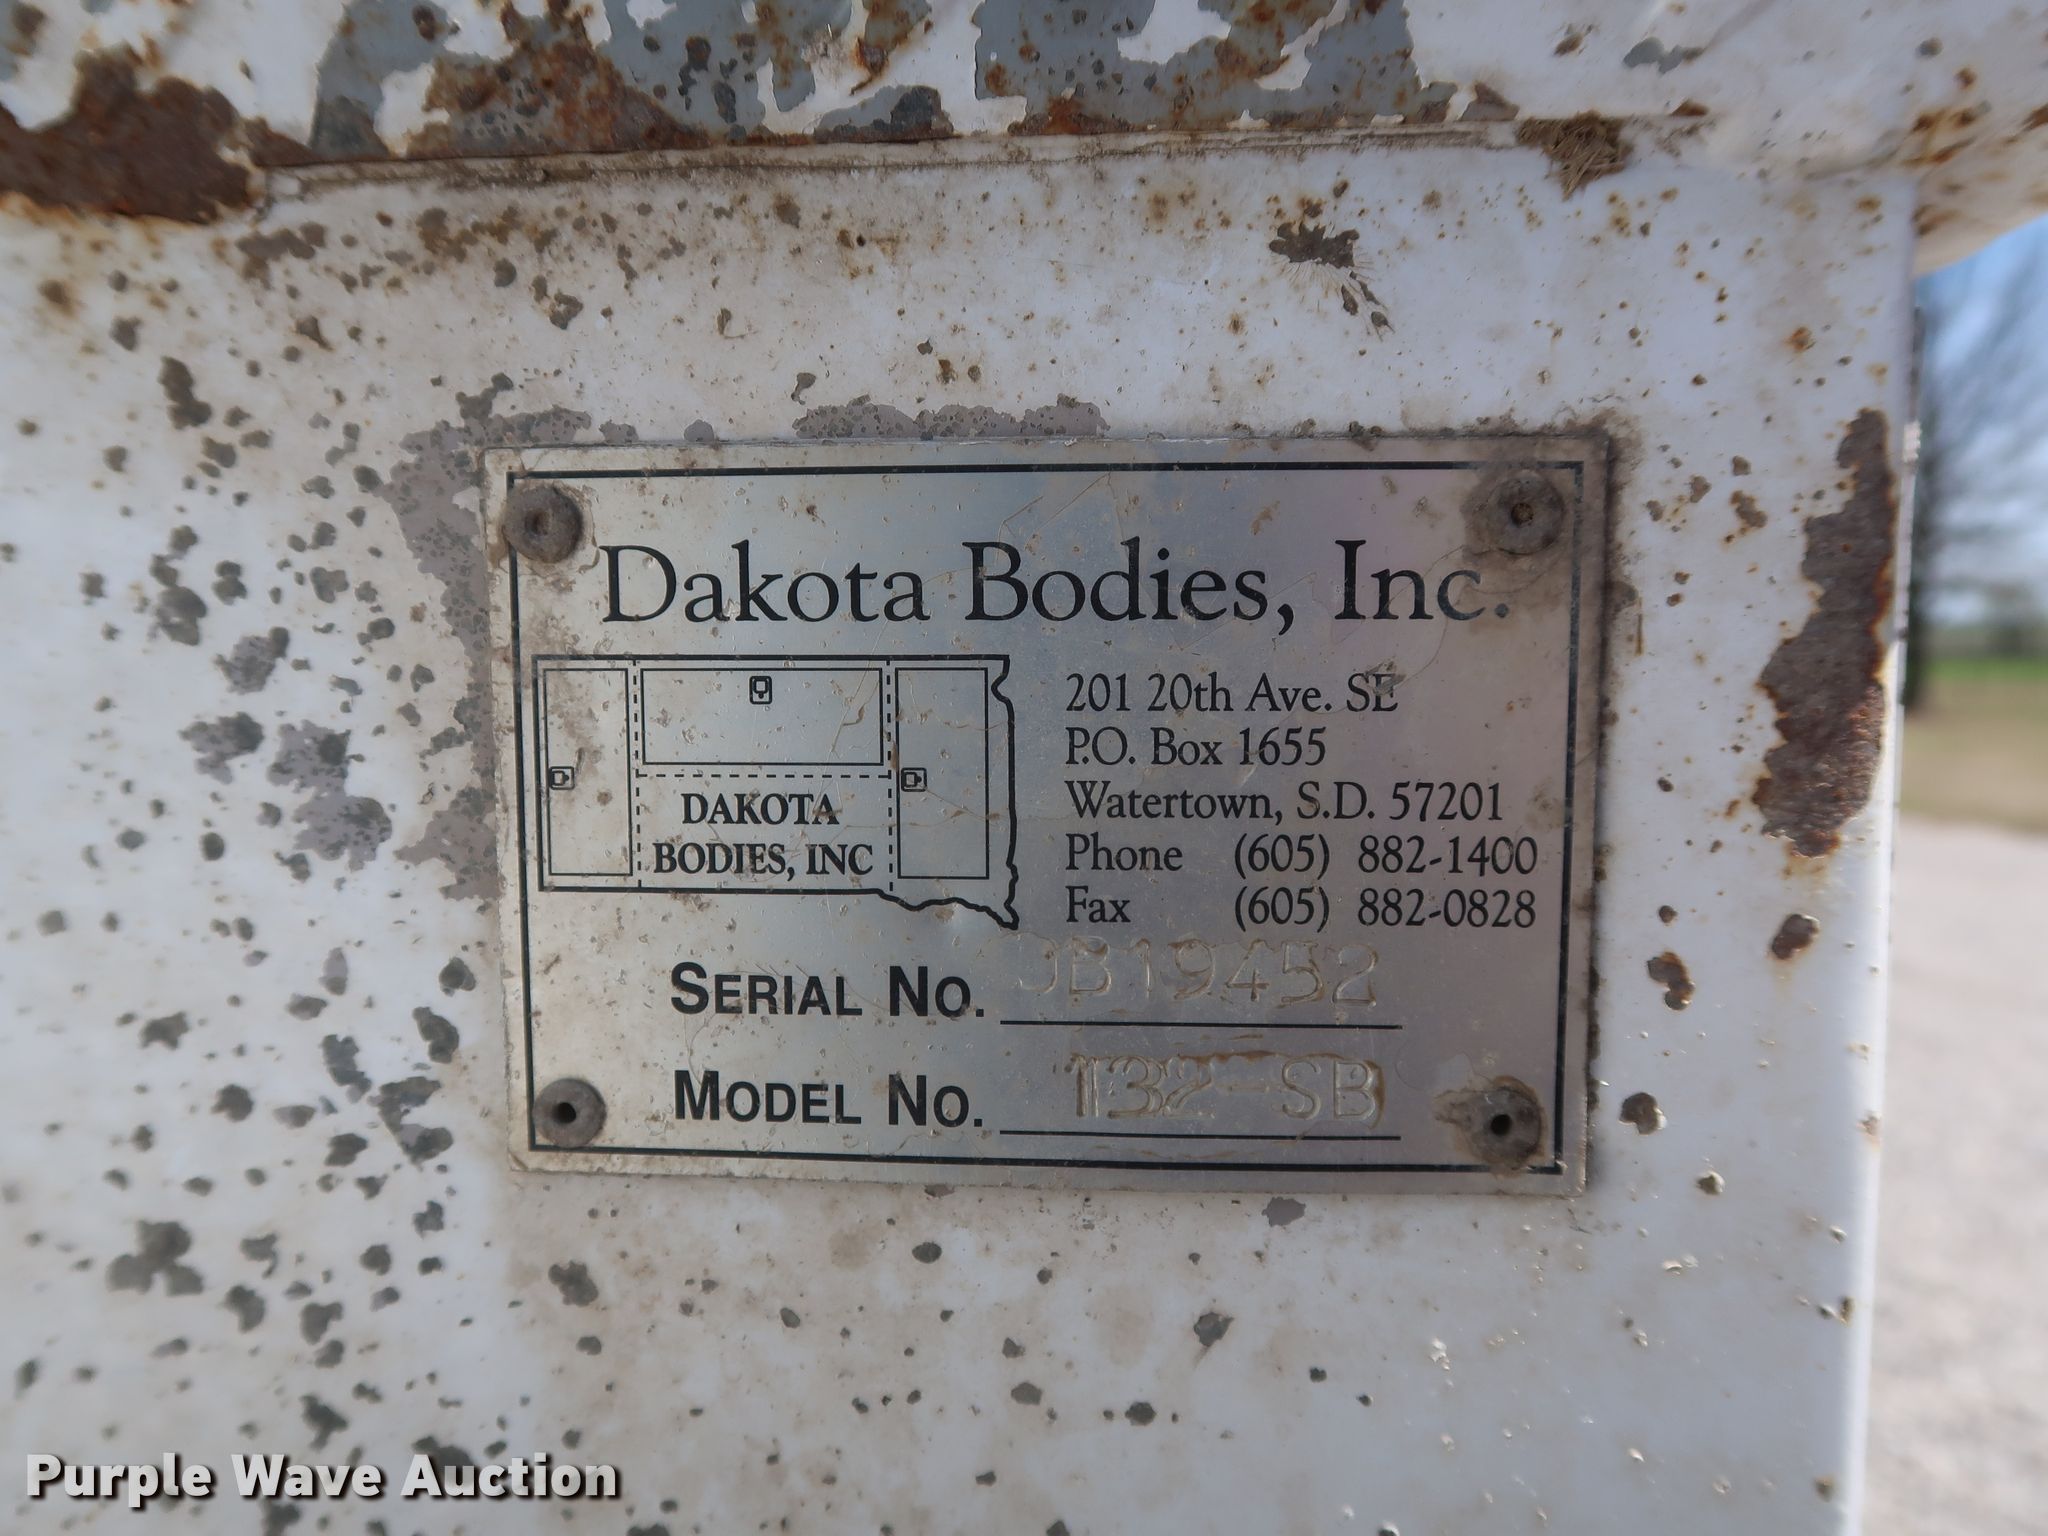 Dakota Bodies, Inc.
201 20th Ave. SE
P.O. Box 1655
Watertown, S.D. 57201
Phone (605) 882-1400
Fax (605) 882-0828
DAKOTA
BODIES, INC
SERIAL NO. DB19452
MODEL NO. 132-SB
Purple Wave Auction